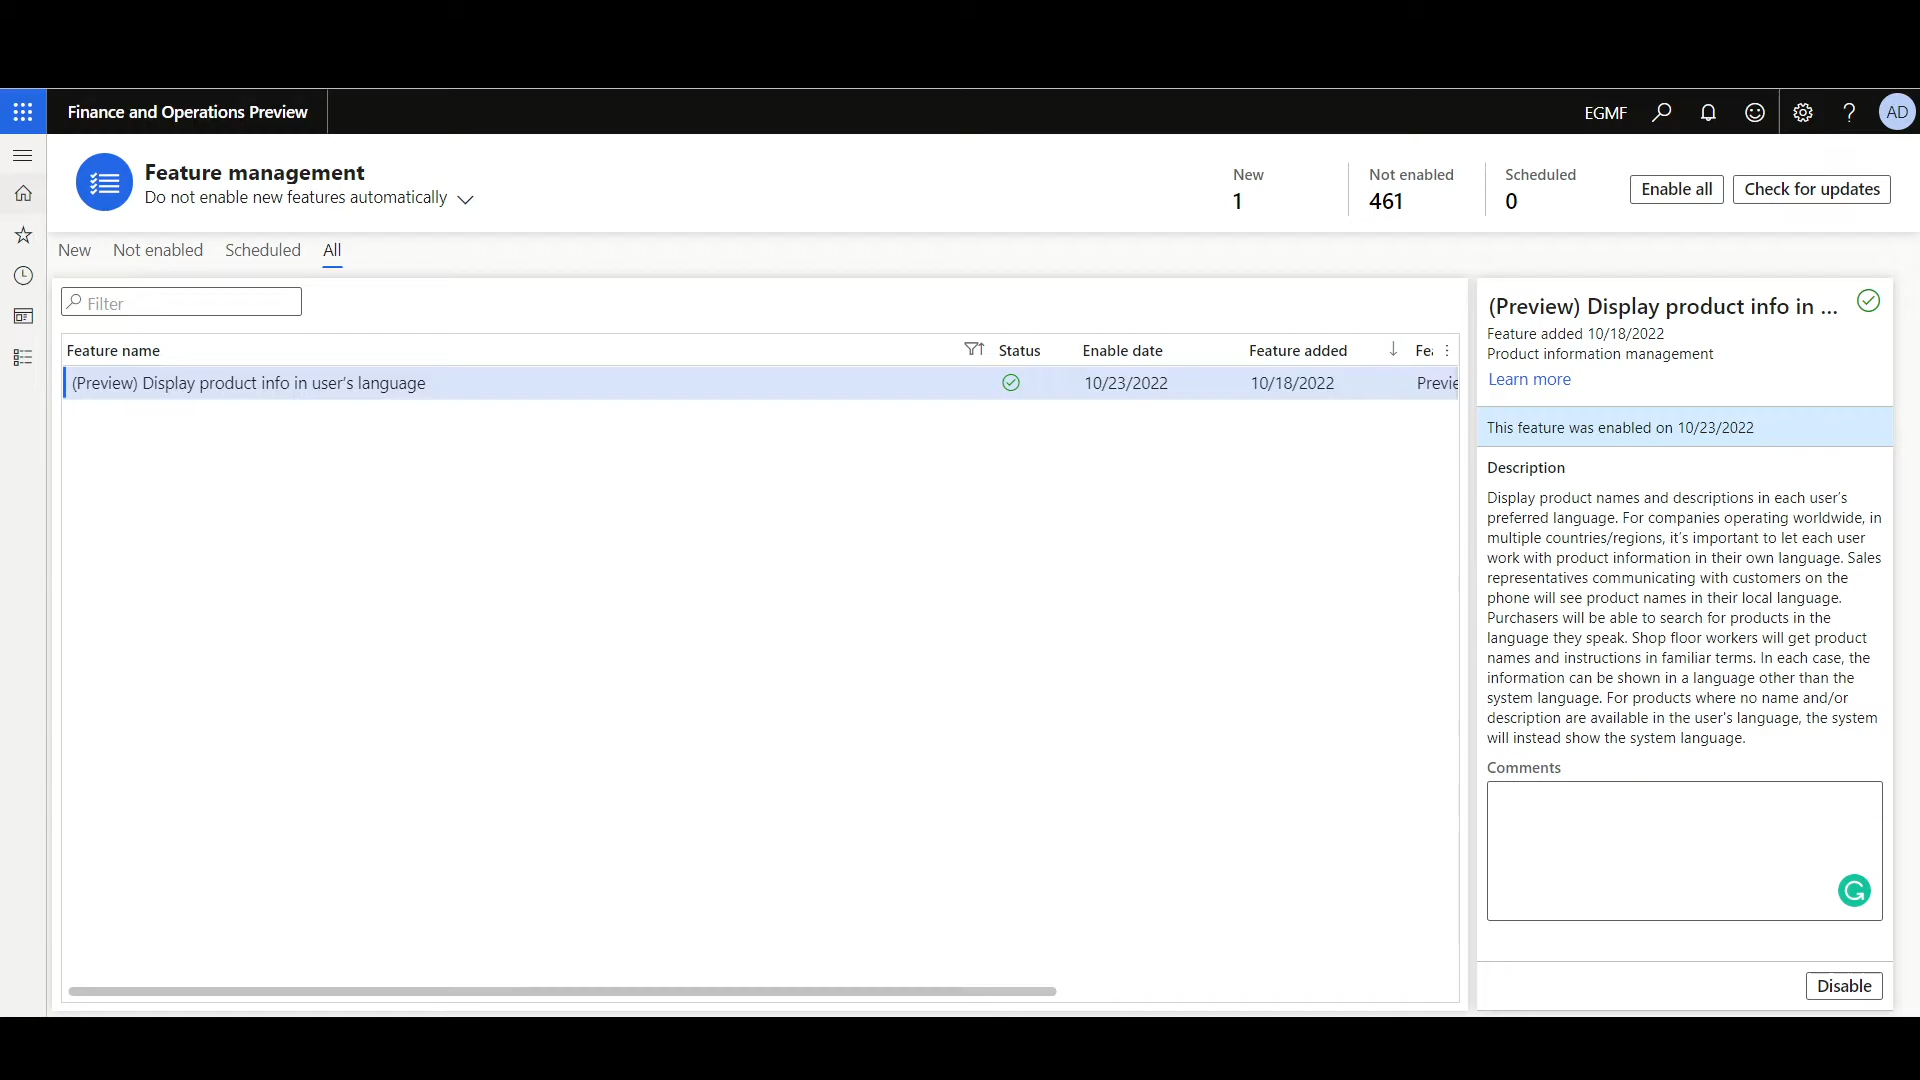 Finance and Operations Preview
EGMF
AD
Feature management
Do not enable new features automatically
New
1
Not enabled
461
Scheduled
0
Enable all
Check for updates
New Not enabled Scheduled All
Filter
Feature name Status Enable date Feature added Fea
(Preview) Display product info in user’s language 10/23/2022 10/18/2022 Previe
(Preview) Display product info in ...
Feature added 10/18/2022
Product information management
Learn more
This feature was enabled on 10/23/2022
Description
Display product names and descriptions in each user’s
preferred language. For companies operating worldwide, in
multiple countries/regions, it’s important to let each user
work with product information in their own language. Sales
representatives communicating with customers on the
phone will see product names in their local language.
Purchasers will be able to search for products in the
language they speak. Shop floor workers will get product
names and instructions in familiar terms. In each case, the
information can be shown in a language other than the
system language. For products where no name and/or
description are available in the user's language, the system
will instead show the system language.
Comments
Disable